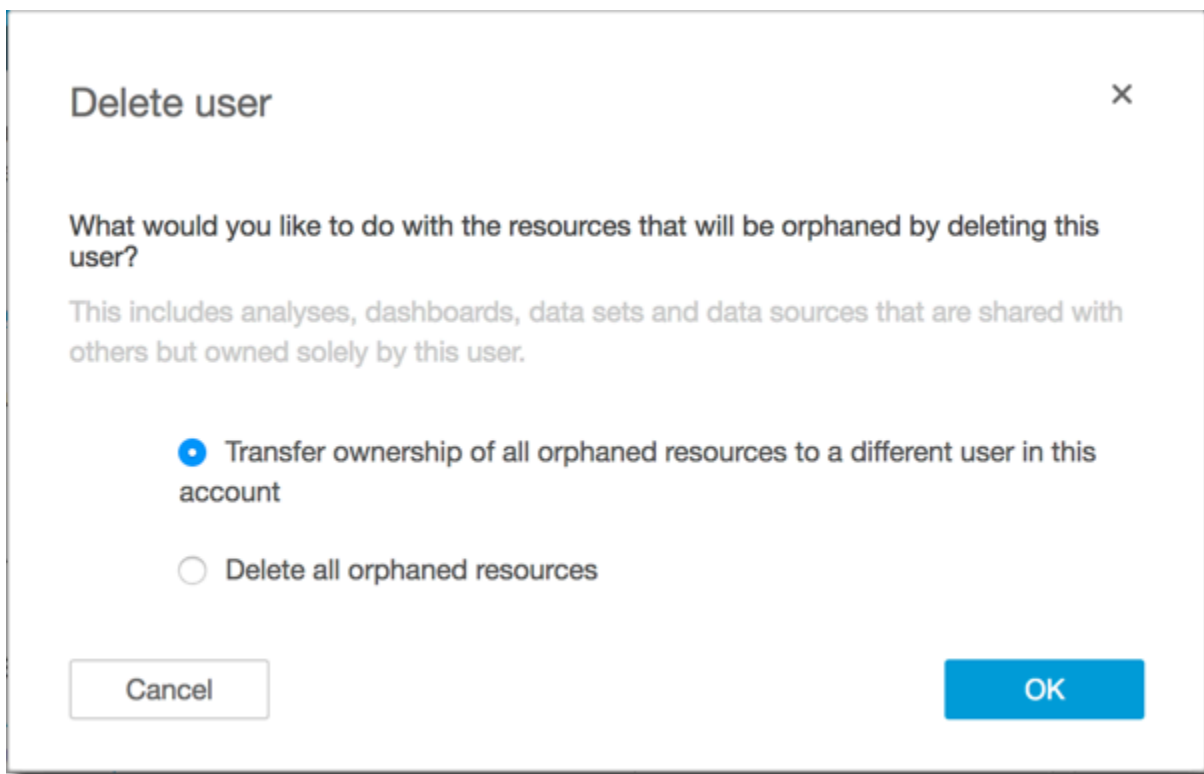 Delete user
What would you like to do with the resources that will be orphaned by deleting this
user?
This includes analyses, dashboards, data sets and data sources that are shared with
others but owned solely by this user.
Transfer ownership of all orphaned resources to a different user in this
account
Delete all orphaned resources
Cancel
OK